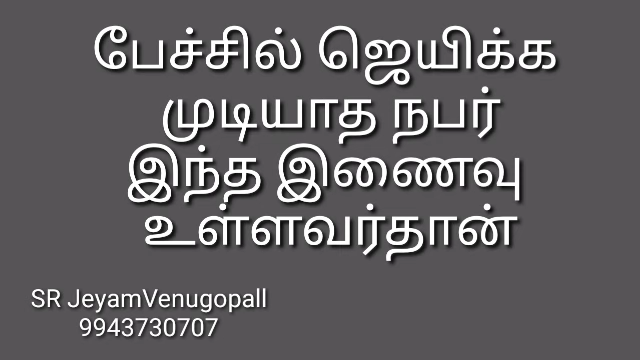 பேச்சில் ஜெயிக்க
முடியாத நபர்
இந்த இணைவு
உள்ளவர்தான்
SR JeyamVenugopall
9943730707